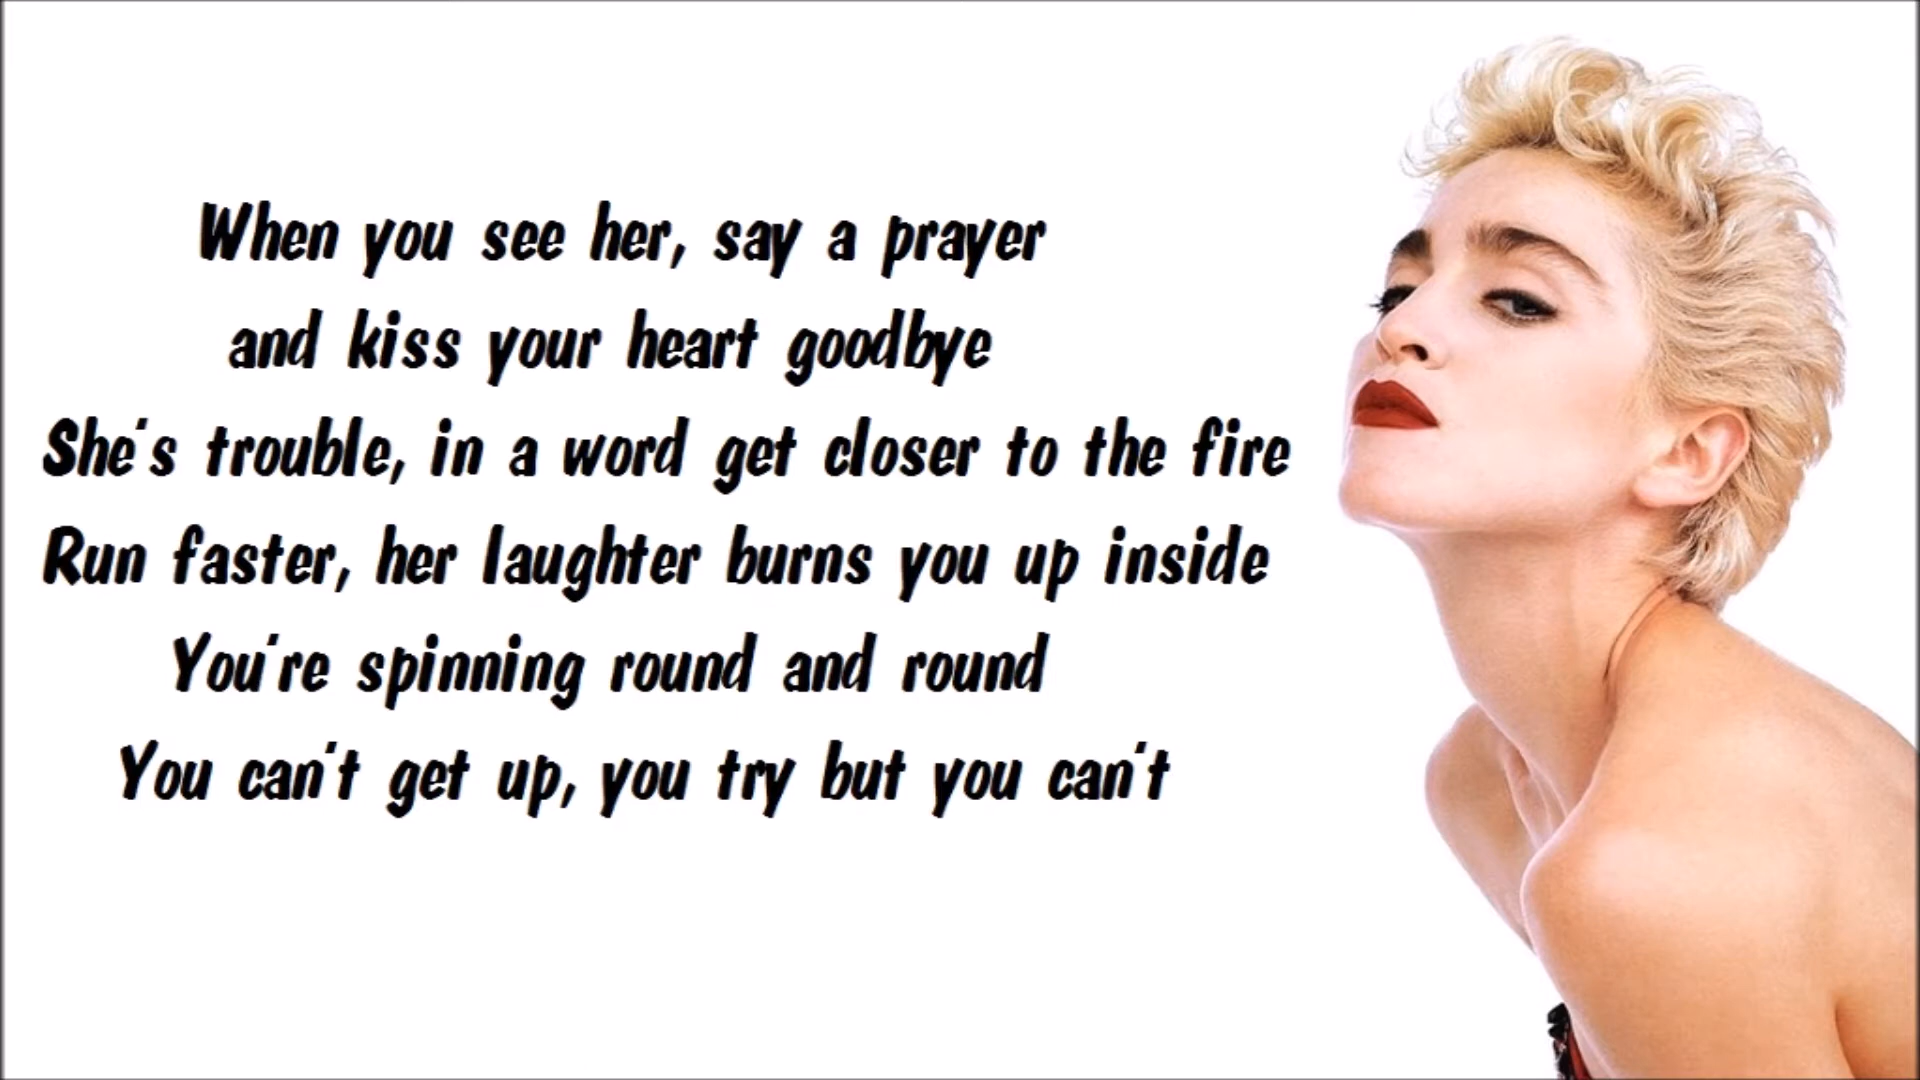 When you see her, say a prayer
and kiss your heart goodbye
She's trouble, in a word get closer to the fire
Run faster, her laughter burns you up inside
You're spinning round and round
You can't get up, you try but you can't